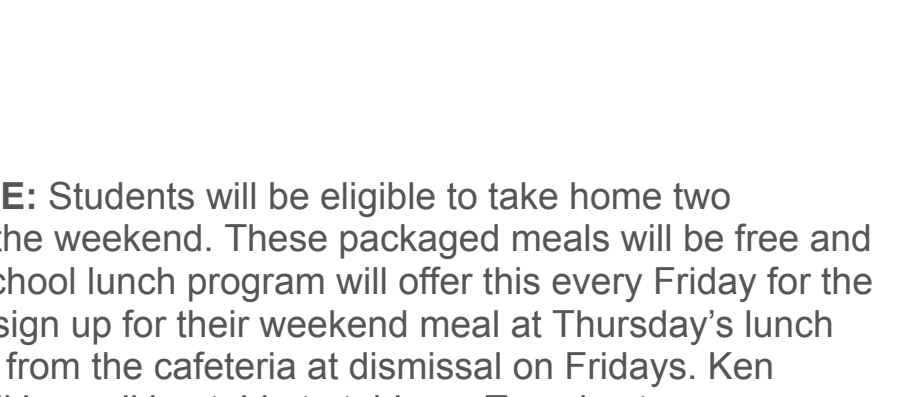 E: Students will be eligible to take home two
the weekend. These packaged meals will be free and
chool lunch program will offer this every Friday for the
sign up for their weekend meal at Thursday’s lunch
from the cafeteria at dismissal on Fridays. Ken